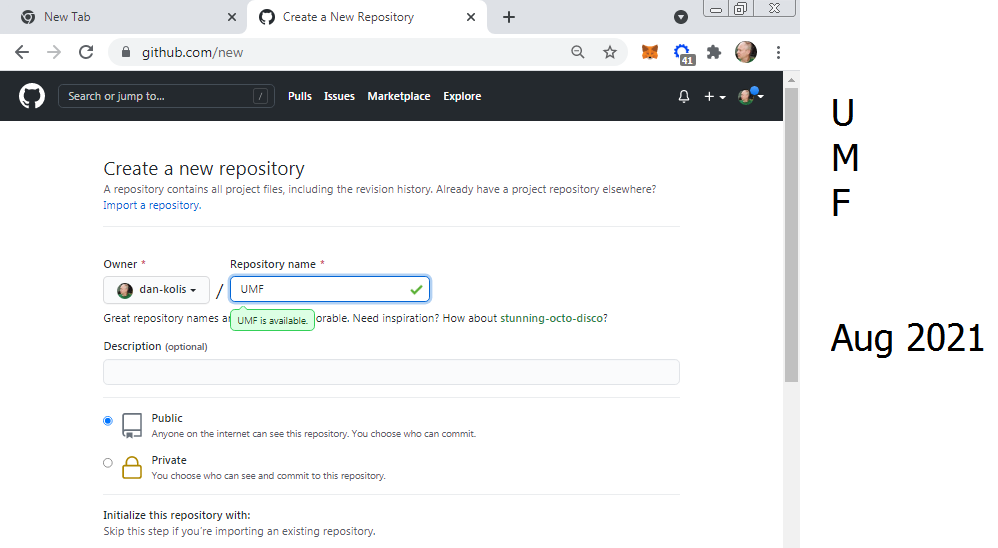 New Tab
Create a New Repository
github.com/new
41
Search or jump to...
/
Pulls Issues Marketplace Explore
Create a new repository
A repository contains all project files, including the revision history. Already have a project repository elsewhere?
Import a repository.
Owner *
Repository name *
dan-kolis
/
UMF
UMF is available.
Great repository names a orable. Need inspiration? How about stunning-octo-disco?
Description (optional)
Public
Anyone on the internet can see this repository. You choose who can commit.
Private
You choose who can see and commit to this repository.
Initialize this repository with:
Skip this step if you're importing an existing repository.
U
M
F
Aug 2021